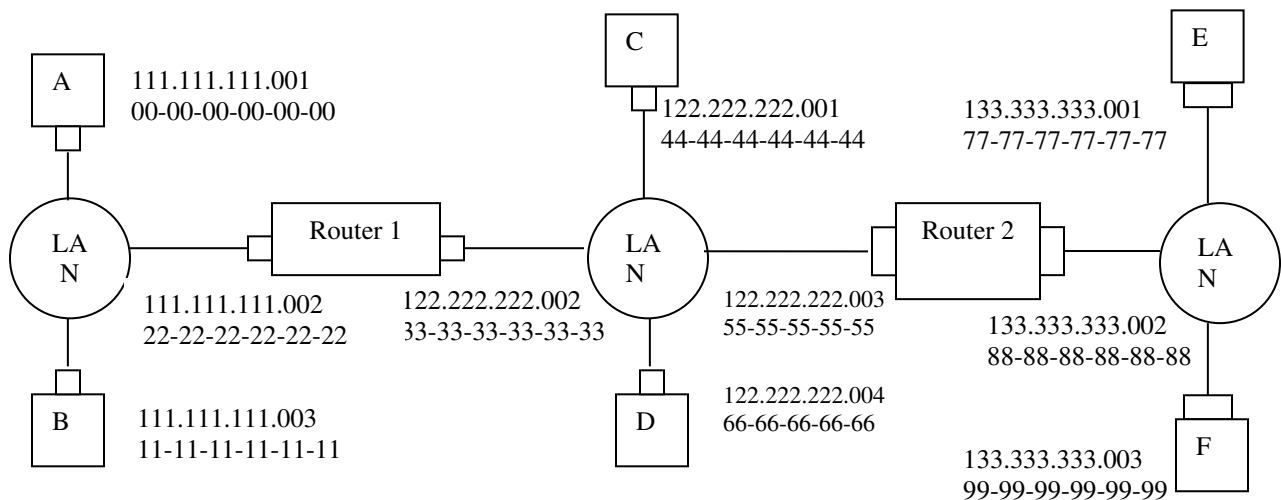 A
111.111.111.001
00-00-00-00-00-00
C
122.222.222.001
44-44-44-44-44-44
E
133.333.333.001
77-77-77-77-77-77
LA
N
Router 1
LA
N
Router 2
LA
N
111.111.111.002
22-22-22-22-22-22
122.222.222.002
33-33-33-33-33-33
122.222.222.003
55-55-55-55-55
133.333.333.002
88-88-88-88-88-88
B
111.111.111.003
11-11-11-11-11-11
D
122.222.222.004
66-66-66-66-66
F
133.333.333.003
99-99-99-99-99-99